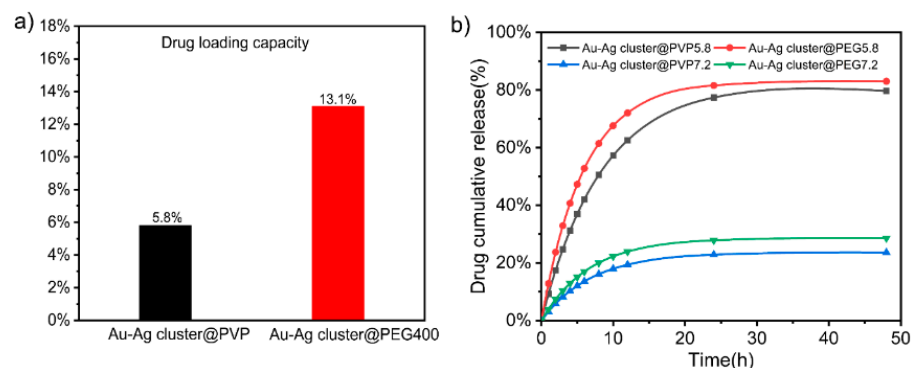 a)
Drug loading capacity
18%
16%
14%
12%
10%
8%
6%
4%
2%
0%
5.8%
13.1%
Au-Ag cluster@PVP
Au-Ag cluster@PEG400
b)
Au-Ag cluster@PVP5.8
Au-Ag cluster@PEG5.8
Au-Ag cluster@PVP7.2
Au-Ag cluster@PEG7.2
Drug cumulative release(%)
100%
80%
60%
40%
20%
0%
0 10 20 30 40 50
Time(h)